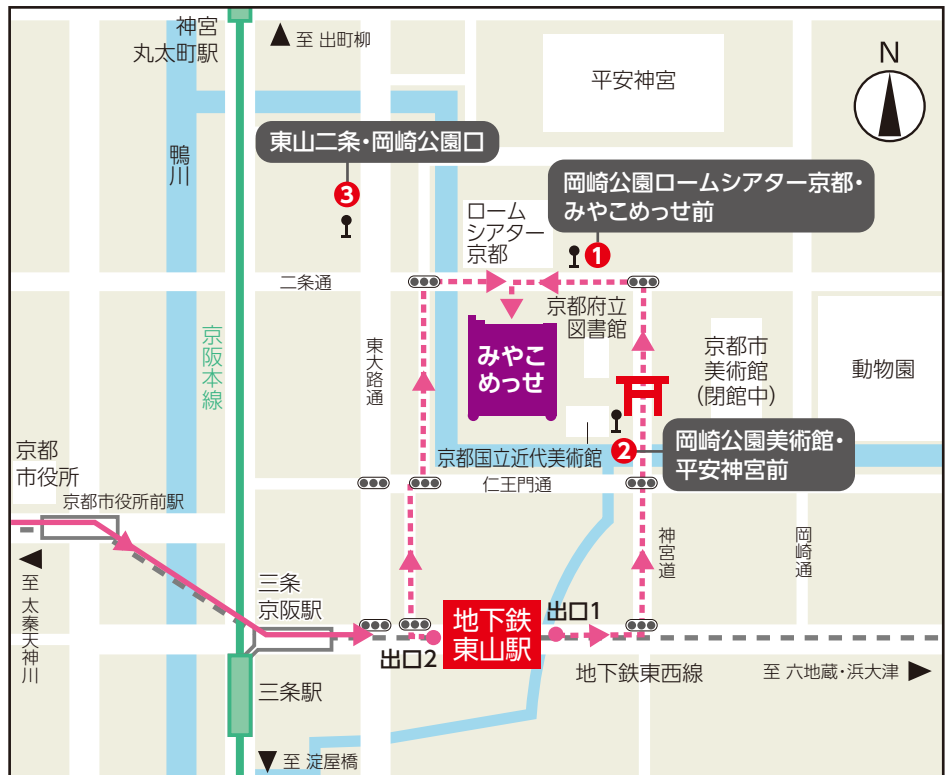 神宮
丸太町駅
至 出町柳
平安神宮
N
鴨川
東山二条・岡崎公園口
3
岡崎公園ロームシアター京都・
みやこめっせ前
1
ローム
シアター
京都
二条通
京都府立
図書館
京阪本線
東大路通
みやこ
めっせ
京都市
美術館
(閉館中)
動物園
京都国立近代美術館
2
岡崎公園美術館・
平安神宮前
京都
市役所
京都市役所前駅
仁王門通
神宮道
岡崎通
至 太秦天神川
三条
京阪駅
地下鉄
東山駅
出口1
出口2
地下鉄東西線
至 六地蔵・浜大津
三条駅
至 淀屋橋